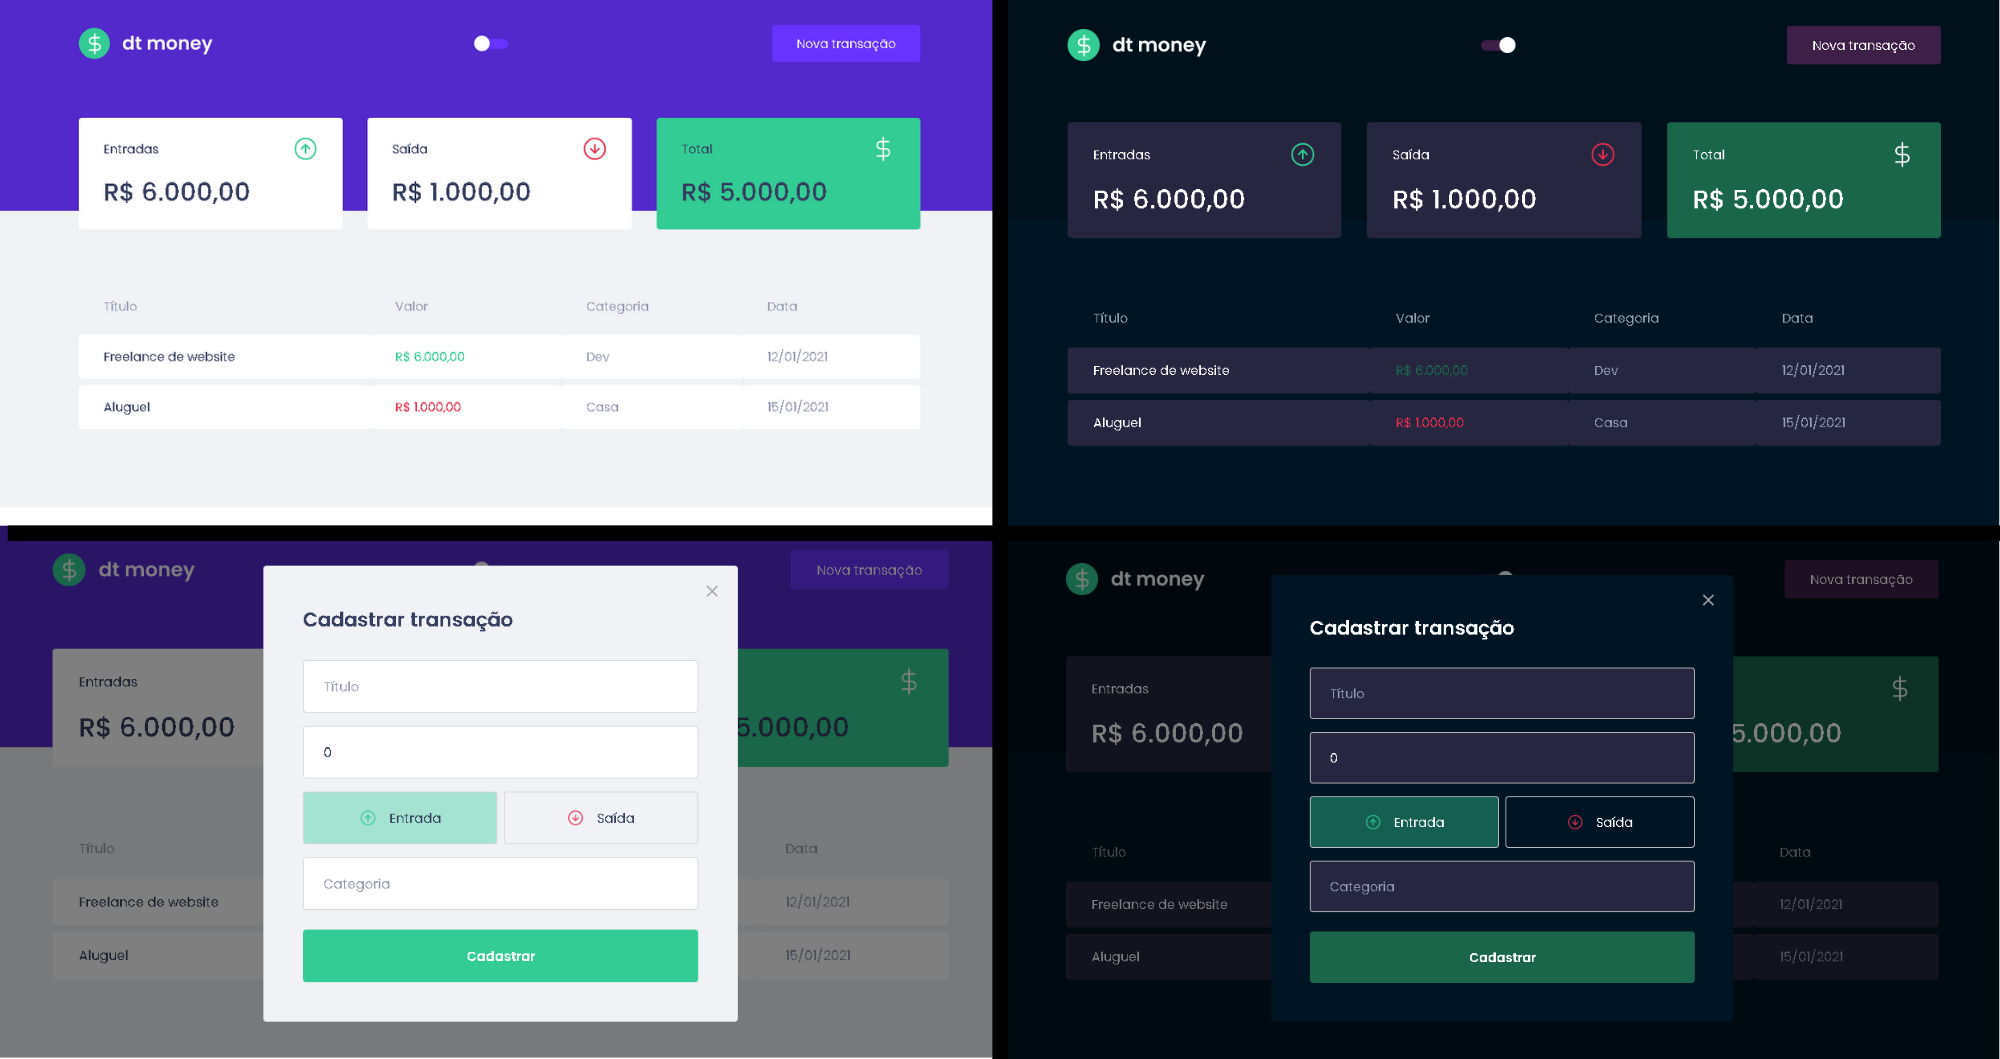 dt money
Nova transação
Entradas
R$ 6.000,00
Saída
R$ 1.000,00
Total
R$ 5.000,00
Título Valor Categoria Data
Freelance de website R$ 6.000,00 Dev 12/01/2021
Aluguel R$ 1.000,00 Casa 15/01/2021
dt money
Nova transação
Entradas
R$ 6.000,00
Saída
R$ 1.000,00
Total
R$ 5.000,00
Título Valor Categoria Data
Freelance de website R$ 6.000,00 Dev 12/01/2021
Aluguel R$ 1.000,00 Casa 15/01/2021
dt money
Nova transação
Entradas
R$ 6.000,00
5.000,00
Título Data
Freelance de website 12/01/2021
Aluguel 15/01/2021
Cadastrar transação
Título
0
Entrada Saída
Categoria
Cadastrar
dt money
Nova transação
Entradas
R$ 6.000,00
5.000,00
Título Data
Freelance de website 12/01/2021
Aluguel 15/01/2021
Cadastrar transação
Título
0
Entrada Saída
Categoria
Cadastrar